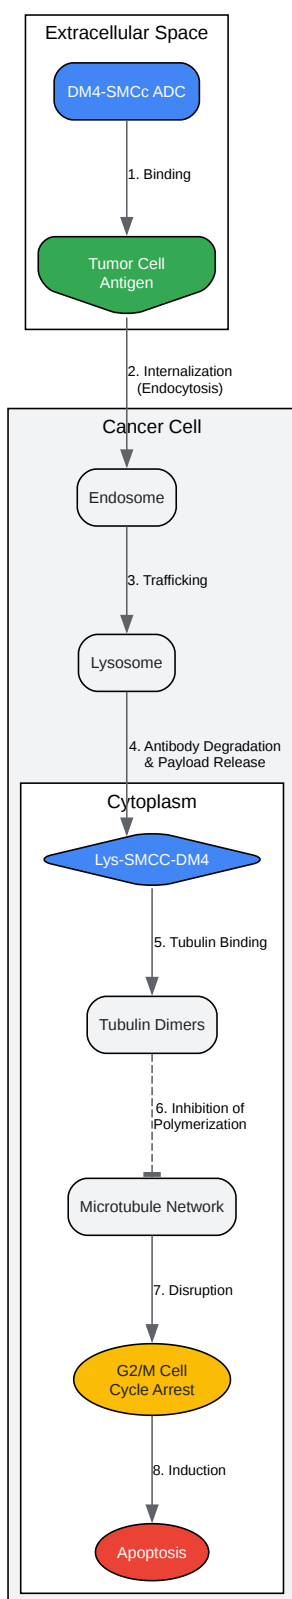 Extracellular Space
DM4-SMCc ADC
1. Binding
Tumor Cell
Antigen
2. Internalization
(Endocytosis)
Cancer Cell
Endosome
3. Trafficking
Lysosome
4. Antibody Degradation
& Payload Release
Cytoplasm
Lys-SMCC-DM4
5. Tubulin Binding
Tubulin Dimers
6. Inhibition of
Polymerization
Microtubule Network
7. Disruption
G2/M Cell
Cycle Arrest
8. Induction
Apoptosis